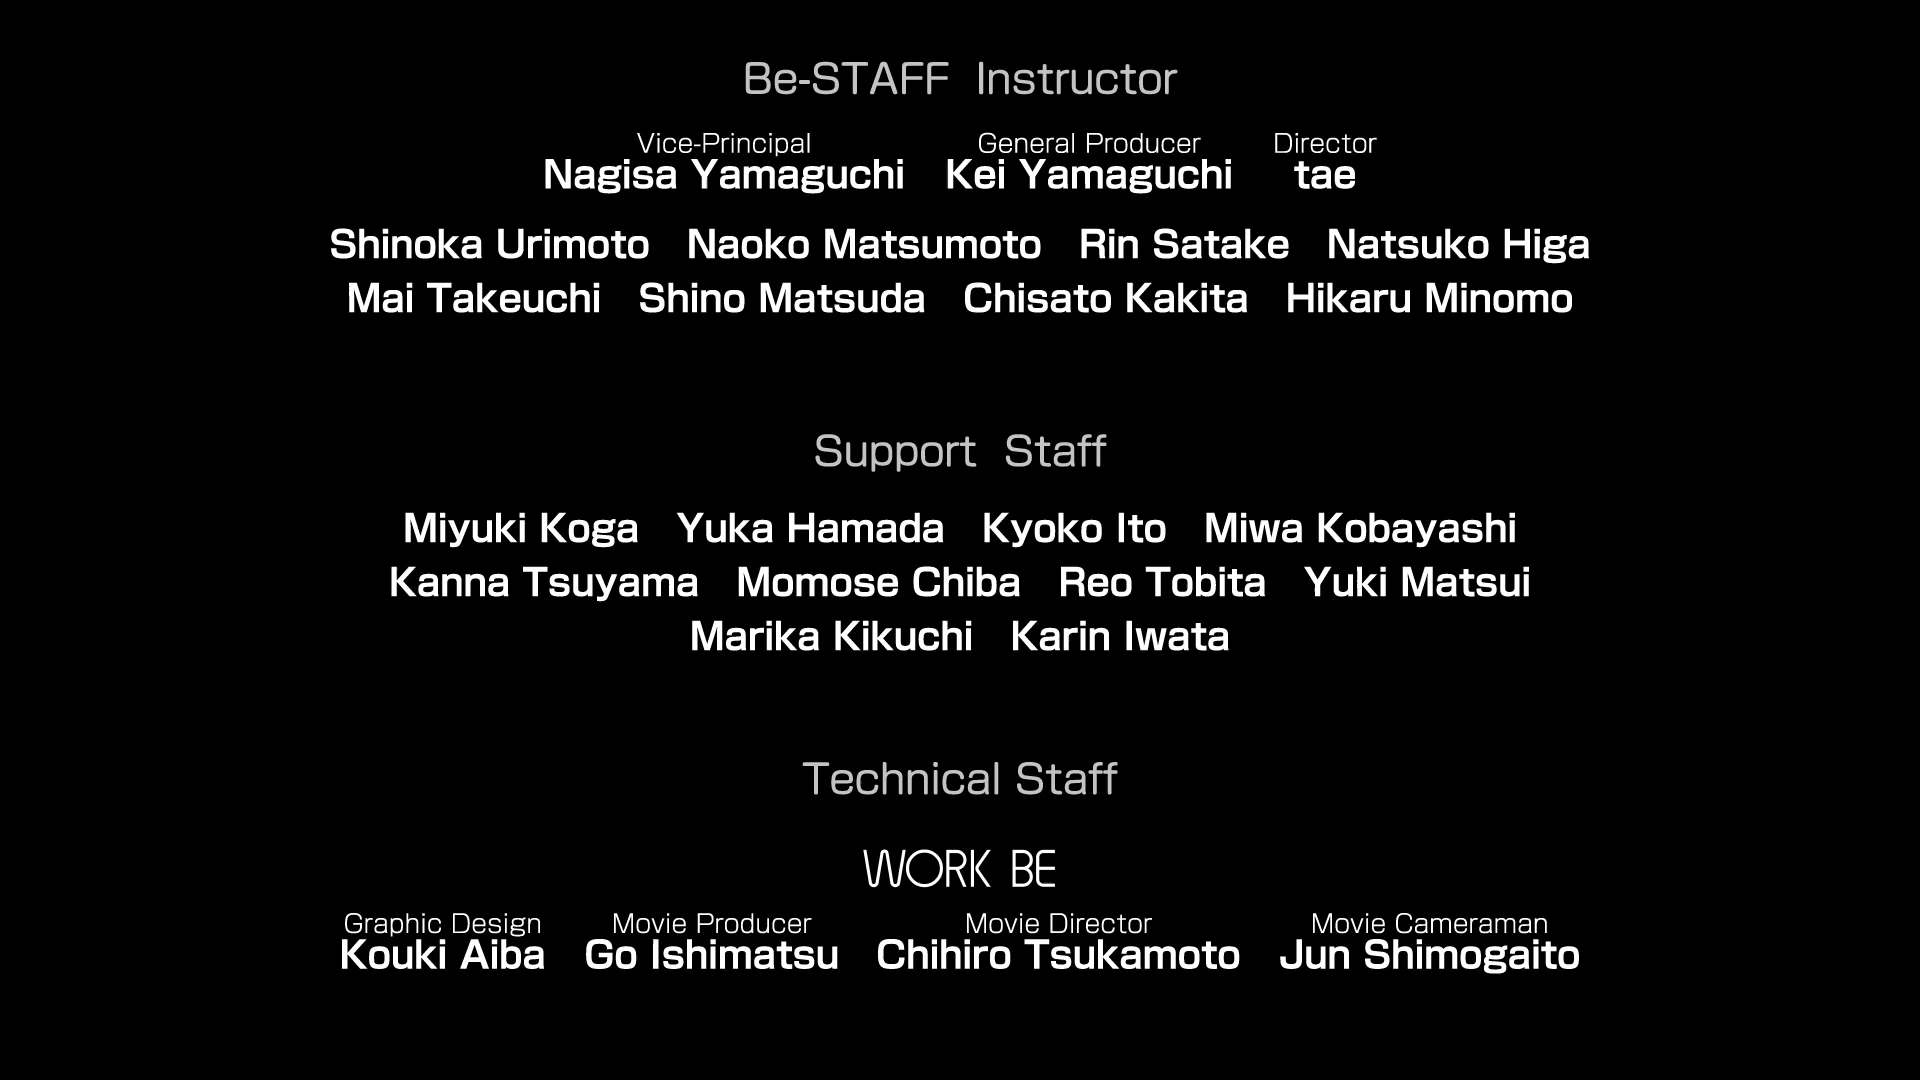 Be-STAFF Instructor
Vice-Principal General Producer Director
Nagisa Yamaguchi Kei Yamaguchi tae
Shinoka Urimoto Naoko Matsumoto Rin Satake Natsuko Higa
Mai Takeuchi Shino Matsuda Chisato Kakita Hikaru Minomo
Support Staff
Miyuki Koga Yuka Hamada Kyoko Ito Miwa Kobayashi
Kanna Tsuyama Momose Chiba Reo Tobita Yuki Matsui
Marika Kikuchi Karin Iwata
Technical Staff
WORK BE
Graphic Design Movie Producer Movie Director Movie Cameraman
Kouki Aiba Go Ishimatsu Chihiro Tsukamoto Jun Shimogaito